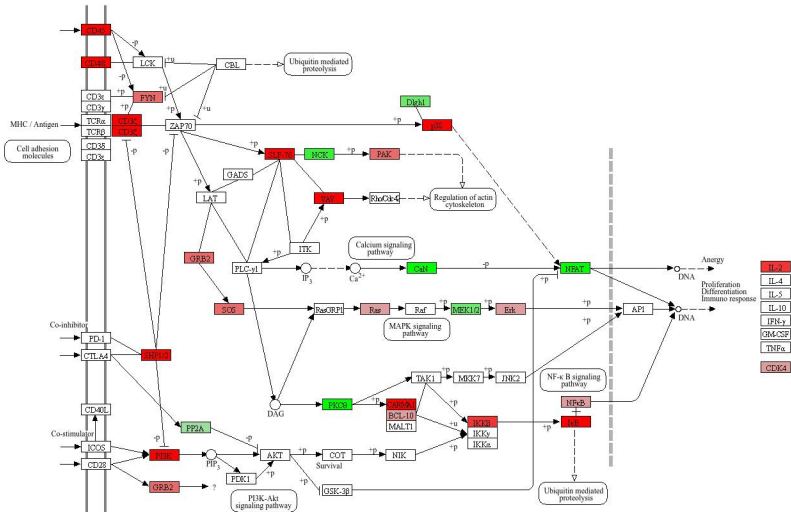 CD45
-p
CD4/8
LCK
+u
CBL
Ubiquitin mediated
proteolysis
-p
+p
+u
CD3ε
FYN
CD3γ
+p
+p
+u
Dlgh1
MHC / Antigen
TCRα
CD3ζ
TCRβ
CD3ζ
ZAP70
+p
p38
Cell adhesion
molecules
CD3δ
CD3ε
+p
SLP-76
NCK
+p
PAK
GADS
+p
LAT
VAV
Rho/Cdc42
Regulation of actin
cytoskeleton
+p
ITK
Calcium signaling
pathway
GRB2
+p
PLC-γ1
IP3
Ca2+
CaN
-p
NFAT
Anergy
DNA
Proliferation
Differentiation
Immuno response
IL-2
IL-4
IL-5
IL-10
IFN-γ
GM-CSF
TNFα
CDK4
SOS
RasGRP1
Ras
Raf
MEK1/2
Erk
+p
AP1
DNA
MAPK signaling
pathway
+p
Co-inhibitor
PD-1
CTLA4
SHP1/2
TAK1
MKK7
JNK2
NF-κ B signaling
pathway
DAG
PKCθ
+p
+p
CARMA1
BCL-10
MALT1
+p
+u
+p
NFκB
CD40L
PP2A
-p
IKKβ
IKKγ
IKKα
+p
IκB
Co-stimulator
-p
ICOS
+p
CD28
+p
PI3K
PIP3
AKT
+p
COT
+p
NIK
+p
Survival
PDK1
+p
+p
GSK-3β
GRB2
?
PI3K-Akt
signaling pathway
Ubiquitin mediated
proteolysis